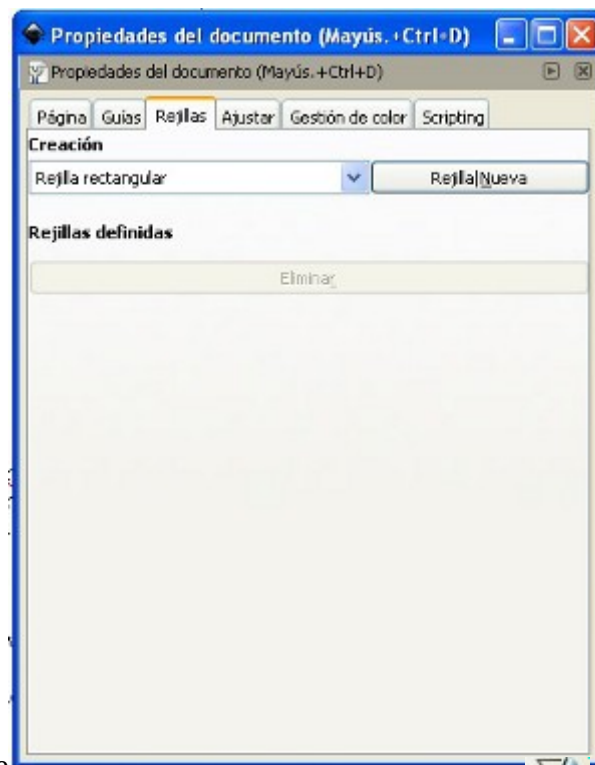 Propiedades del documento (Mayús.+Ctrl+D)
Propiedades del documento (Mayús.+Ctrl+D)
Página Guías Rejillas Ajustar Gestión de color Scripting
Creación
Rejilla rectangular Rejilla|Nueva
Rejillas definidas
Eliminar